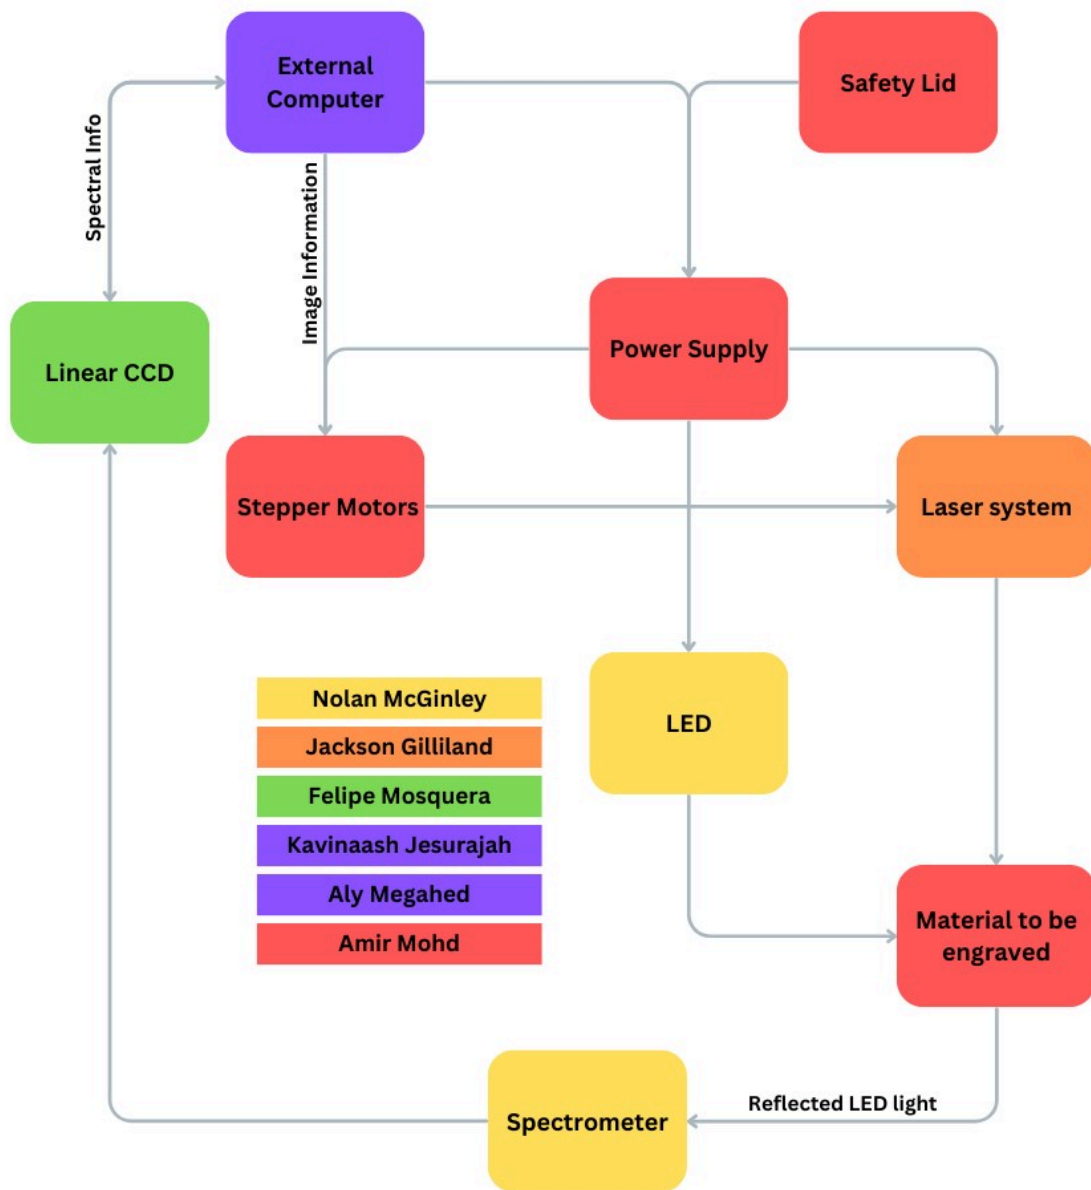 External
Computer
Safety Lid
Spectral Info
Image Information
Linear CCD
Power Supply
Stepper Motors
Laser system
Nolan McGinley
Jackson Gilliland
Felipe Mosquera
Kavinaash Jesurajah
Aly Megahed
Amir Mohd
LED
Material to be
engraved
Reflected LED light
Spectrometer